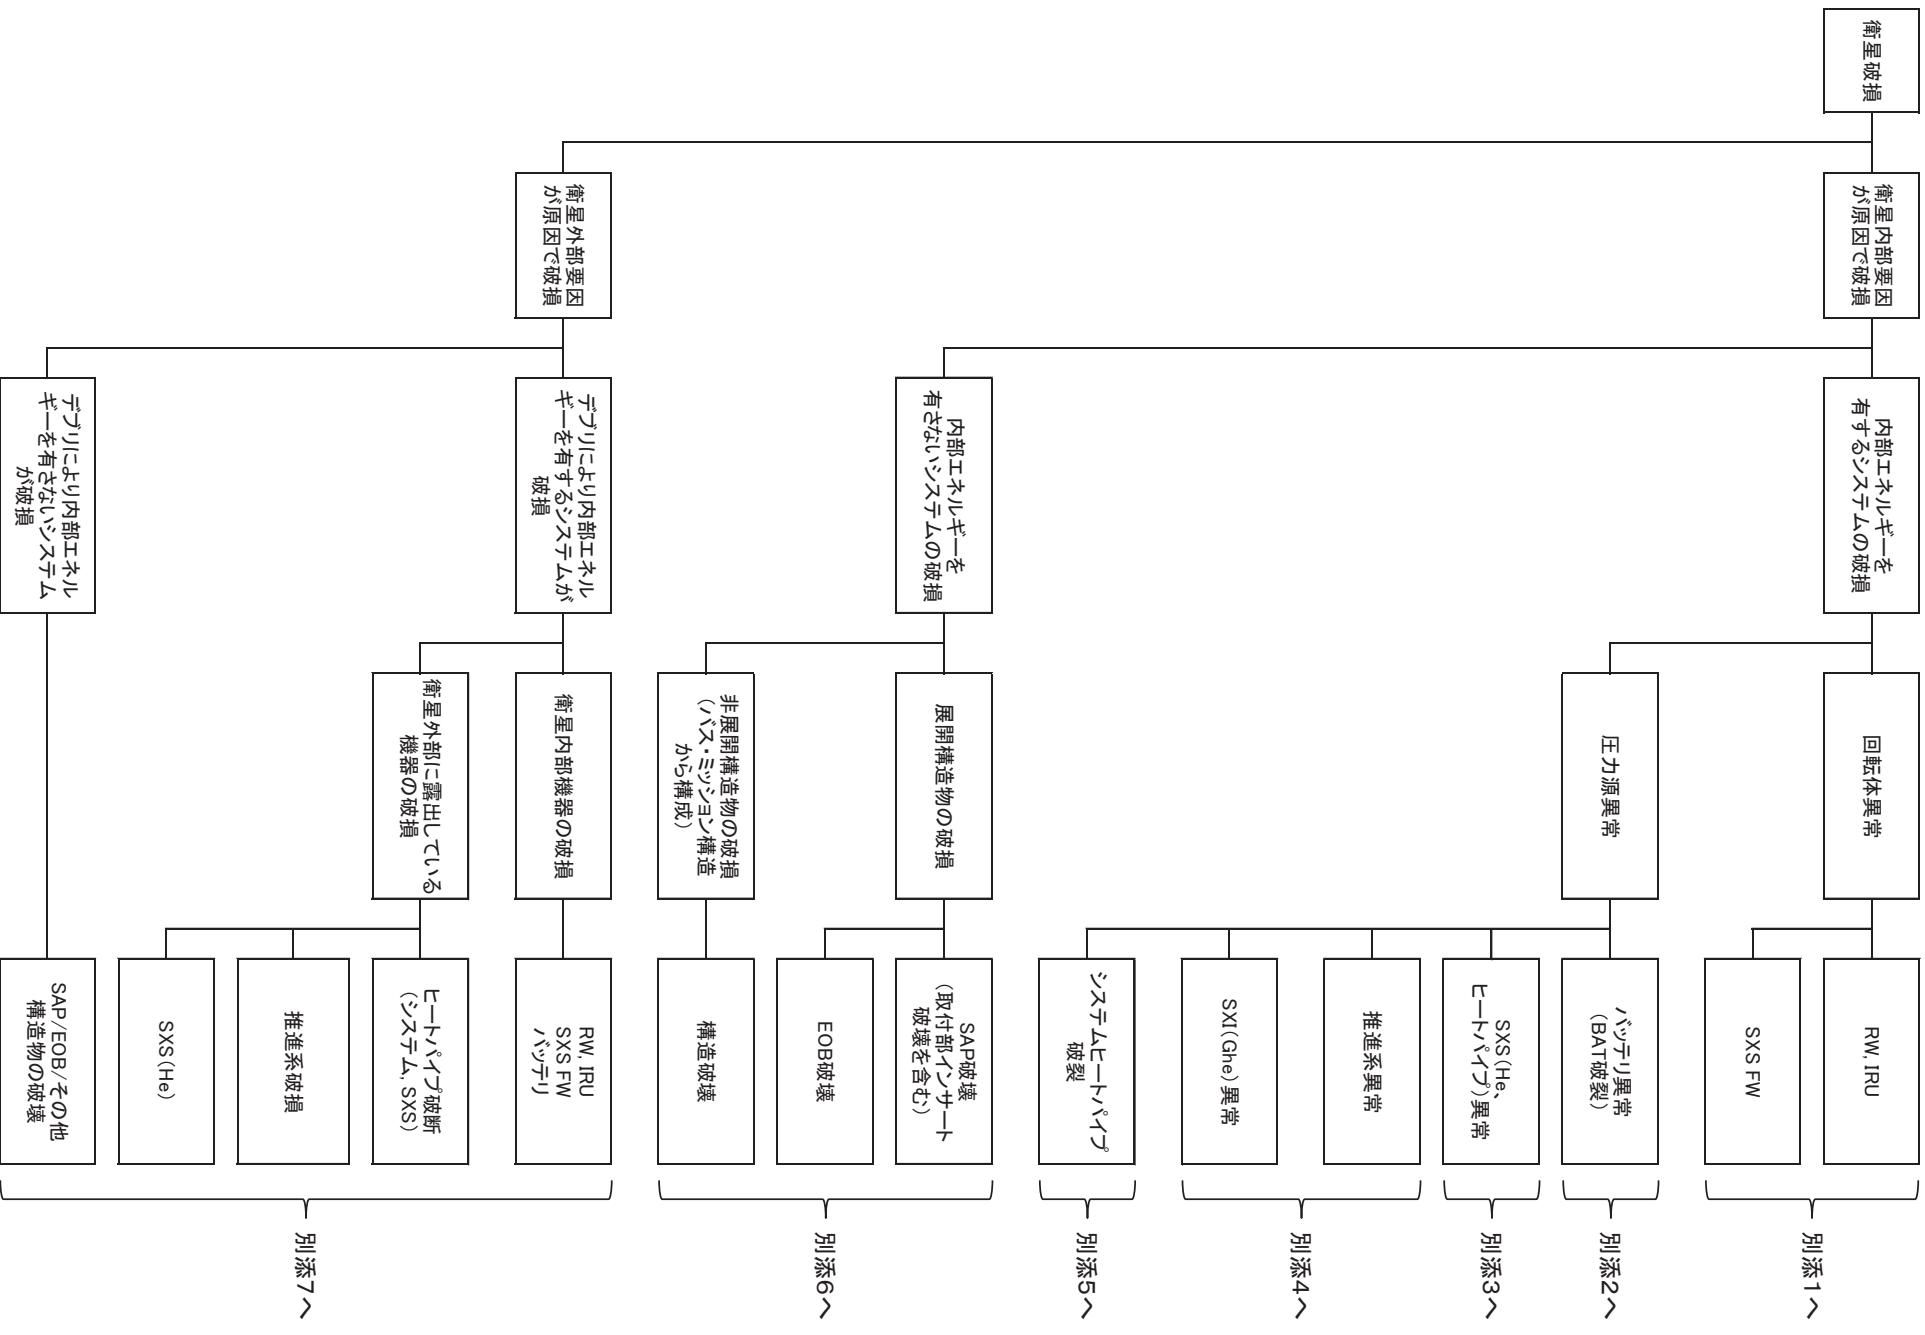 衛星破損
衛星内部要因
が原因で破損
内部エネルギーを
有するシステムの破損
回転体異常
RW, IRU
SXS FW
別添1へ
圧力源異常
バッテリ異常
(BAT破裂)
別添2へ
SXS(He、
ヒートパイプ)異常
別添3へ
推進系異常
SXI(Ghe)異常
別添4へ
システムヒートパイプ
破裂
別添5へ
内部エネルギーを
有さないシステムの破損
展開構造物の破損
SAP破壊
(取付部インサート
破壊を含む)
EOB破壊
非展開構造物の破損
(バス・ミッション構造
から構成)
構造破壊
別添6へ
衛星外部要因
が原因で破損
デブリにより内部エネル
ギーを有するシステムが
破損
衛星内部機器の破損
RW, IRU
SXS FW
バッテリ
衛星外部に露出している
機器の破損
ヒートパイプ破断
(システム, SXS)
推進系破損
SXS(He)
デブリにより内部エネル
ギーを有さないシステム
が破損
SAP/EOB/その他
構造物の破壊
別添7へ